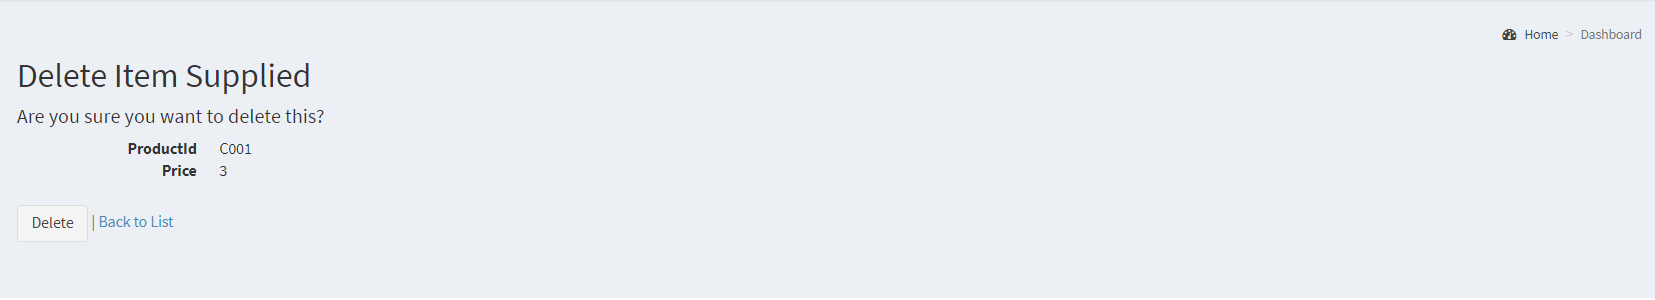 Home > Dashboard
Delete Item Supplied
Are you sure you want to delete this?
ProductId C001
Price 3
Delete | Back to List